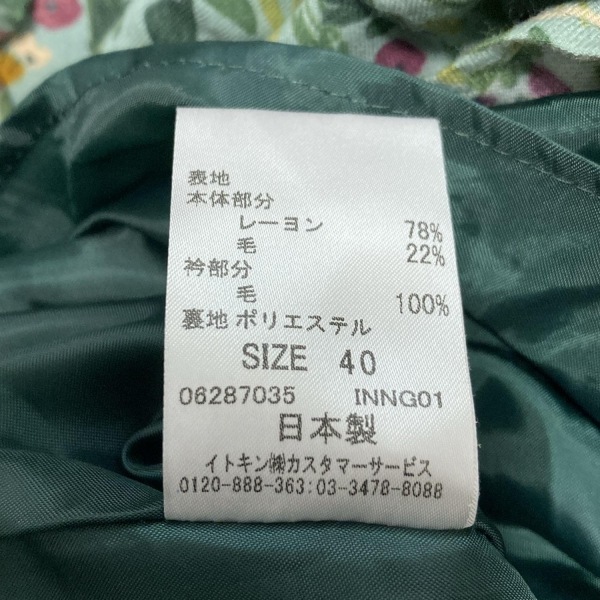 表地
本体部分
レーヨン 78%
毛 22%
衿部分
毛 100%
裏地 ポリエステル
SIZE 40
06287035 INNG01
日本製
イトキン㈱カスタマーサービス
0120-888-363:03-3478-8088